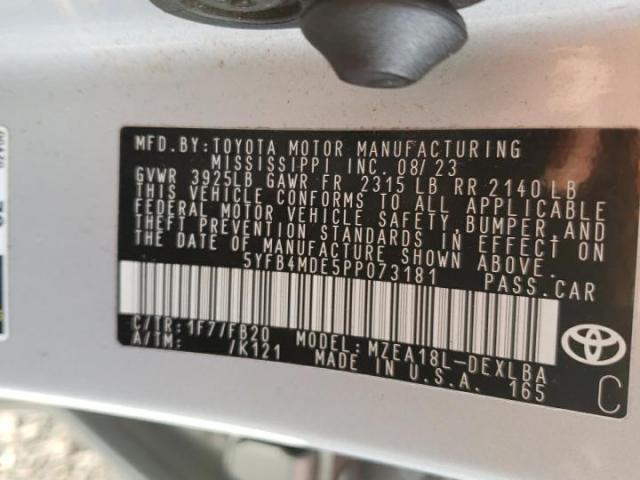 MFD.BY:TOYOTA MOTOR MANUFACTURING
MISSISSIPPI INC. 08/23
GVWR 3925LB GAWR FR 2315 LB RR 2140 LB
THIS VEHICLE CONFORMS TO ALL APPLICABLE
FEDERAL MOTOR VEHICLE SAFETY, BUMPER, AND
THEFT PREVENTION STANDARDS IN EFFECT ON
THE DATE OF MANUFACTURE SHOWN ABOVE.
5YFB4MDE5PP073181 PASS.CAR
C/TR: 1F77/FB20 MODEL: MZEA18L-DEXLBA
A/TM: /K121 MADE IN U.S.A. 165
TOYOTA
C